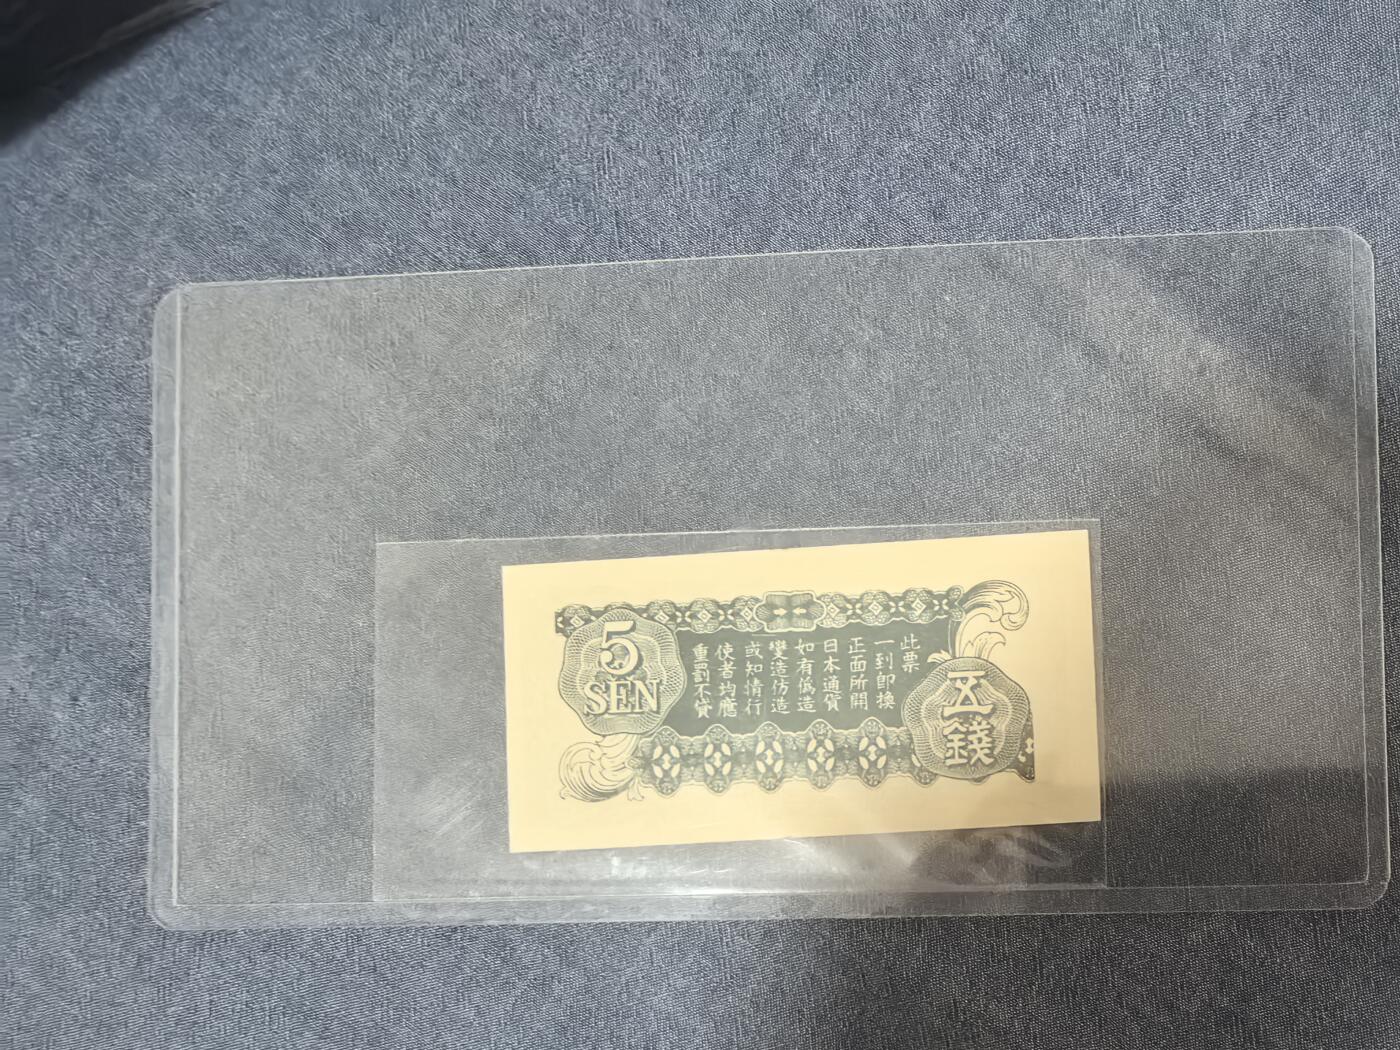 5
SEN
此票
一到即換
正面所開
日本通貨
如有偽造
變造仿造
或知情行
使者均應
重罰不貸
五
錢